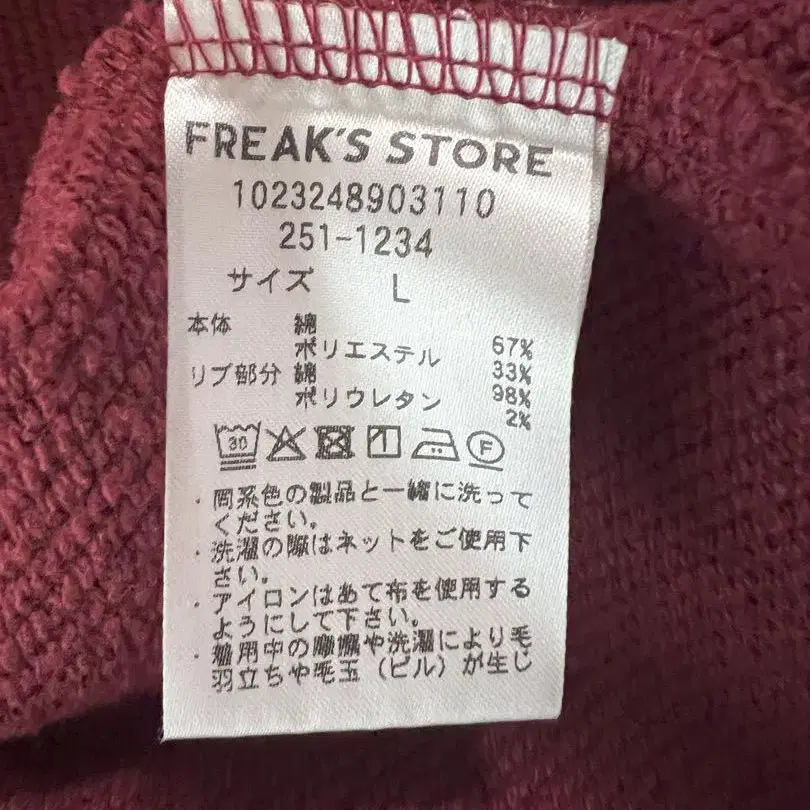 FREAK'S STORE
1023248903110
251-1234
サイズ L
本体 綿 67%
ポリエステル 33%
リブ部分 綿 98%
ポリウレタン 2%
30
F
・同系色の製品と一緒に洗って
ください。
・洗濯の際はネットをご使用下
さい。
・アイロンはあて布を使用する
ようにして下さい。
・着用中の摩擦や洗濯により毛
羽立ちや毛玉(ピル)が生じ